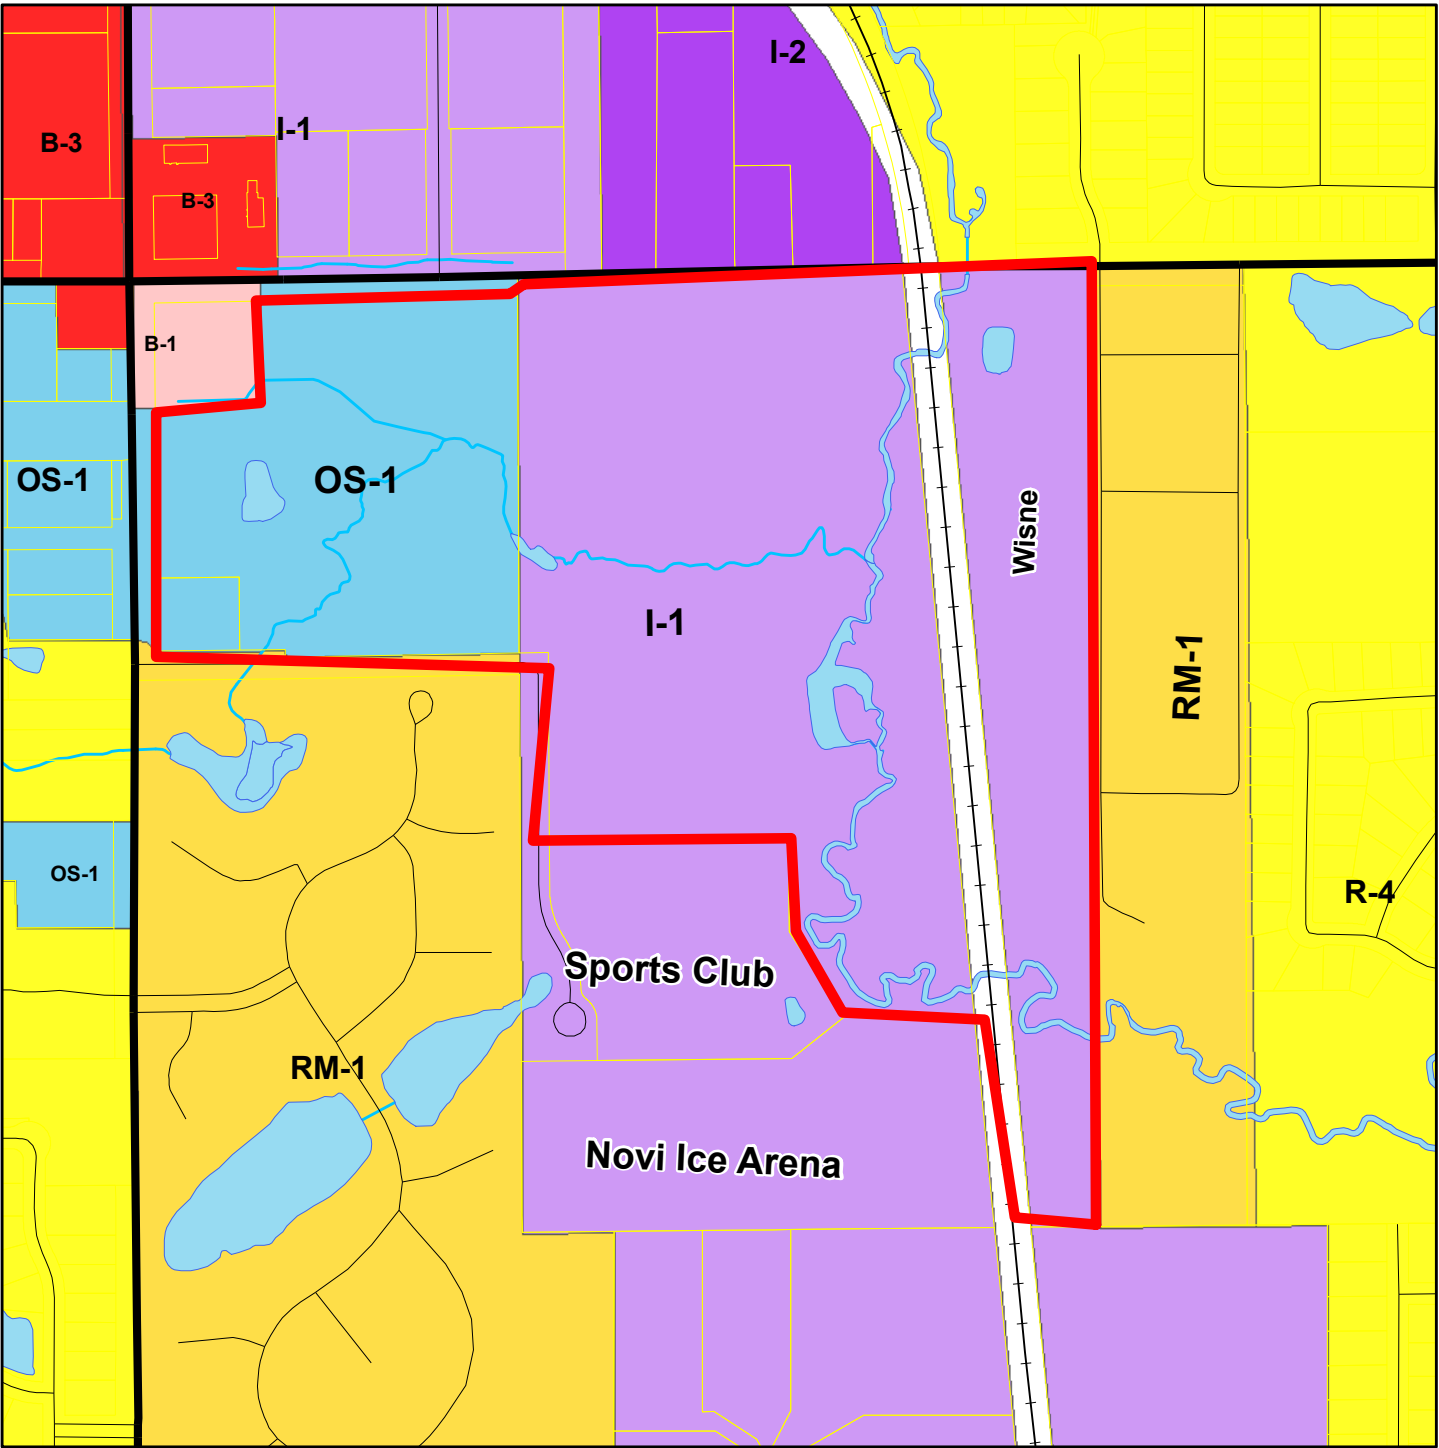 I-2
I-1
B-3
B-3
B-1
OS-1
OS-1
Wisne
I-1
RM-1
OS-1
R-4
Sports Club
RM-1
Novi Ice Arena